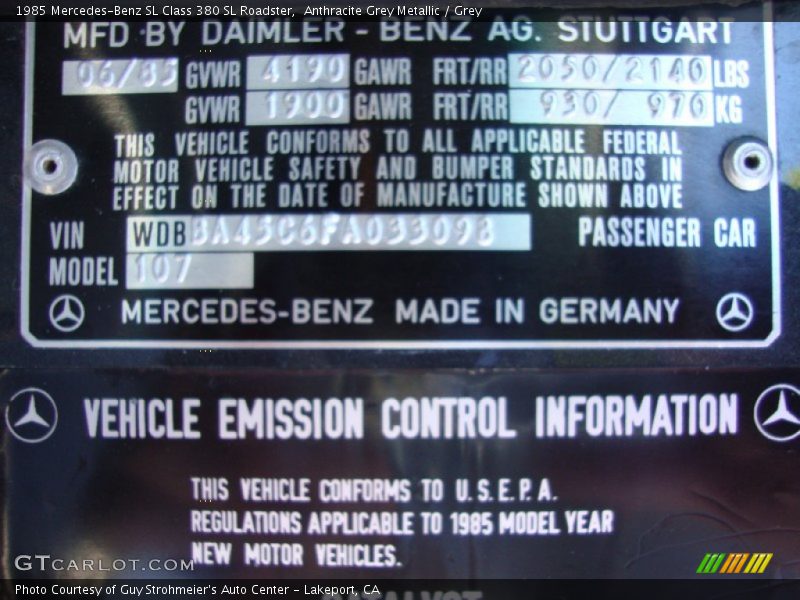 1985 Mercedes-Benz SL Class 380 SL Roadster, Anthracite Grey Metallic / Grey
MFD BY DAIMLER - BENZ AG. STUTTGART
06/85 GVWR 4190 GAWR FRT/RR 2050/2140 LBS
GVWR 1900 GAWR FRT/RR 930/ 970 KG
THIS VEHICLE CONFORMS TO ALL APPLICABLE FEDERAL
MOTOR VEHICLE SAFETY AND BUMPER STANDARDS IN
EFFECT ON THE DATE OF MANUFACTURE SHOWN ABOVE
VIN WDBBA45C6FA033093 PASSENGER CAR
MODEL 107
MERCEDES-BENZ MADE IN GERMANY
VEHICLE EMISSION CONTROL INFORMATION
THIS VEHICLE CONFORMS TO U.S.E.P.A.
REGULATIONS APPLICABLE TO 1985 MODEL YEAR
NEW MOTOR VEHICLES.
GTCARLOT.COM
CATALYST
Photo Courtesy of Guy Strohmeier's Auto Center - Lakeport, CA